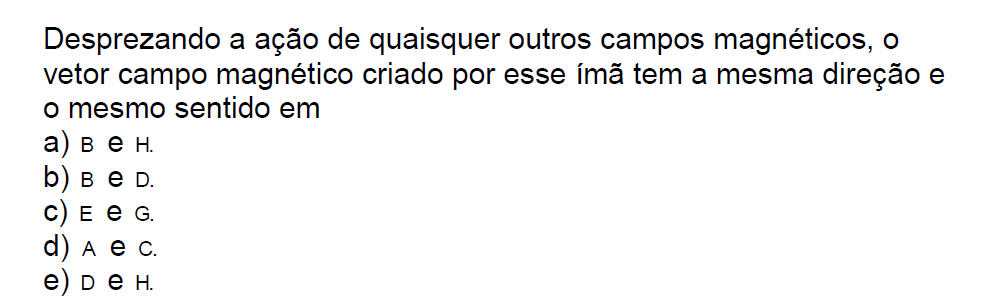 Desprezando a ação de quaisquer outros campos magnéticos, o
vetor campo magnético criado por esse ímã tem a mesma direção e
o mesmo sentido em
a) B e H.
b) B e D.
c) E e G.
d) A e C.
e) D e H.